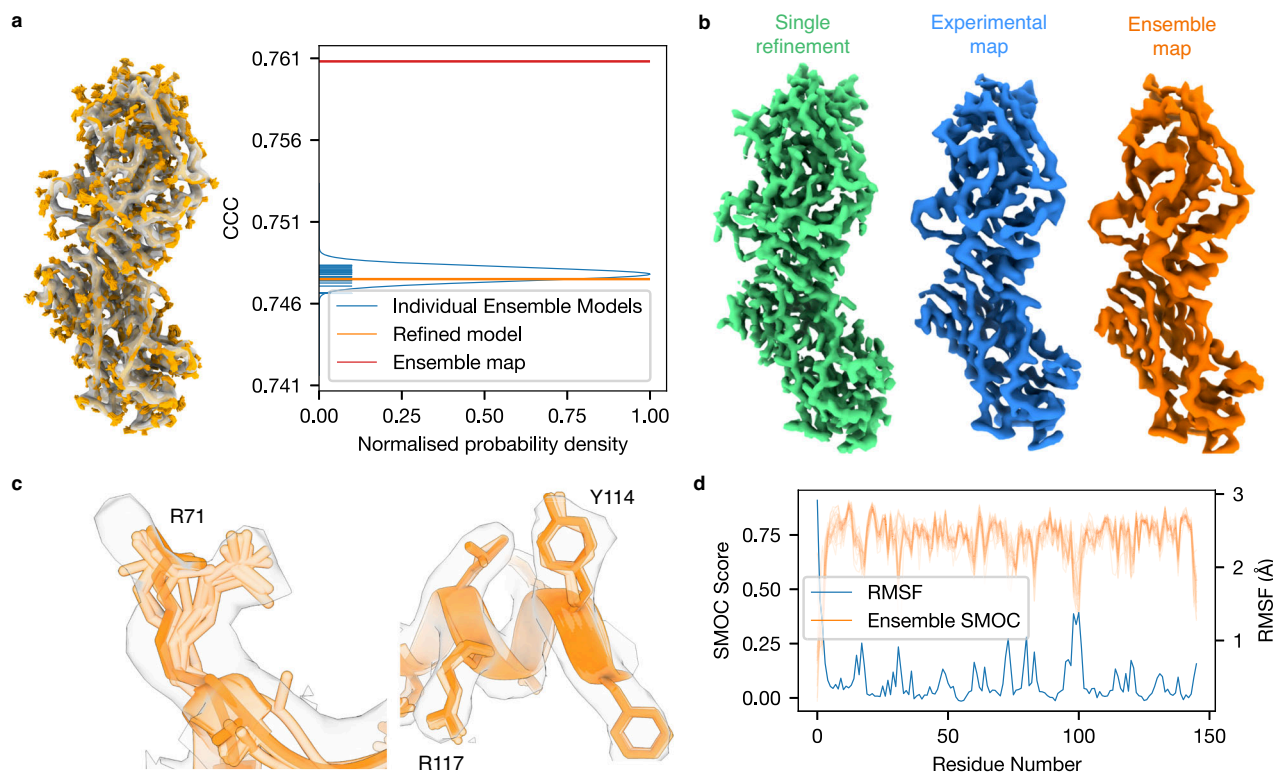 a
0.761
0.756
0.751
0.746
0.741
CCC
Individual Ensemble Models
Refined model
Ensemble map
0.00 0.25 0.50 0.75 1.00
Normalised probability density
b
Single
refinement
Experimental
map
Ensemble
map
c
R71
Y114
R117
d
SMOC Score
0.75
0.50
0.25
0.00
RMSF
Ensemble SMOC
3
2
1
RMSF (Å)
0 50 100 150
Residue Number